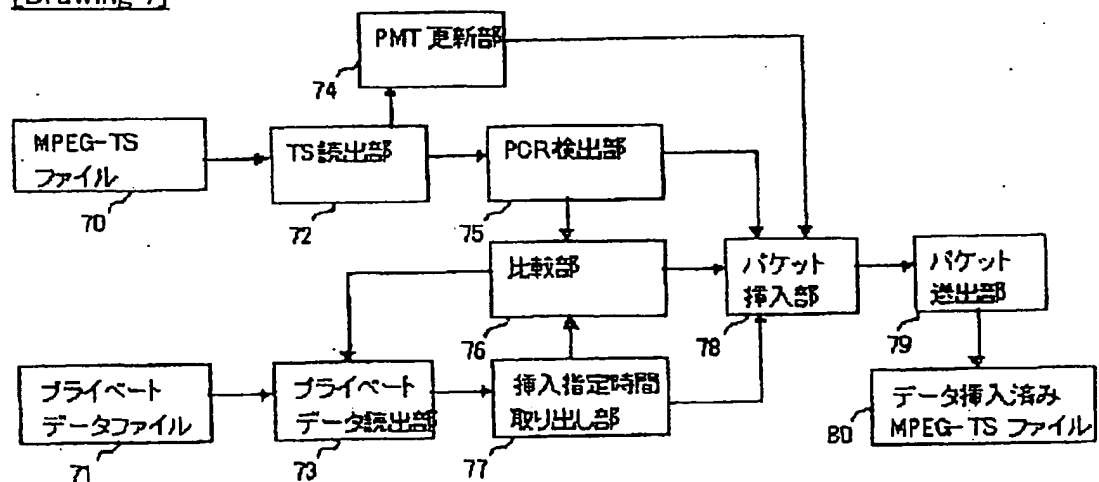 [Drawing 7]
PMT 更新部
74
MPEG-TS
ファイル
70
TS 読出部
72
PCR 検出部
75
比較部
76
パケット
挿入部
78
パケット
送出部
79
プライベート
データファイル
71
プライベート
データ読出部
73
挿入指定時間
取り出し部
77
データ挿入済み
MPEG-TS ファイル
80